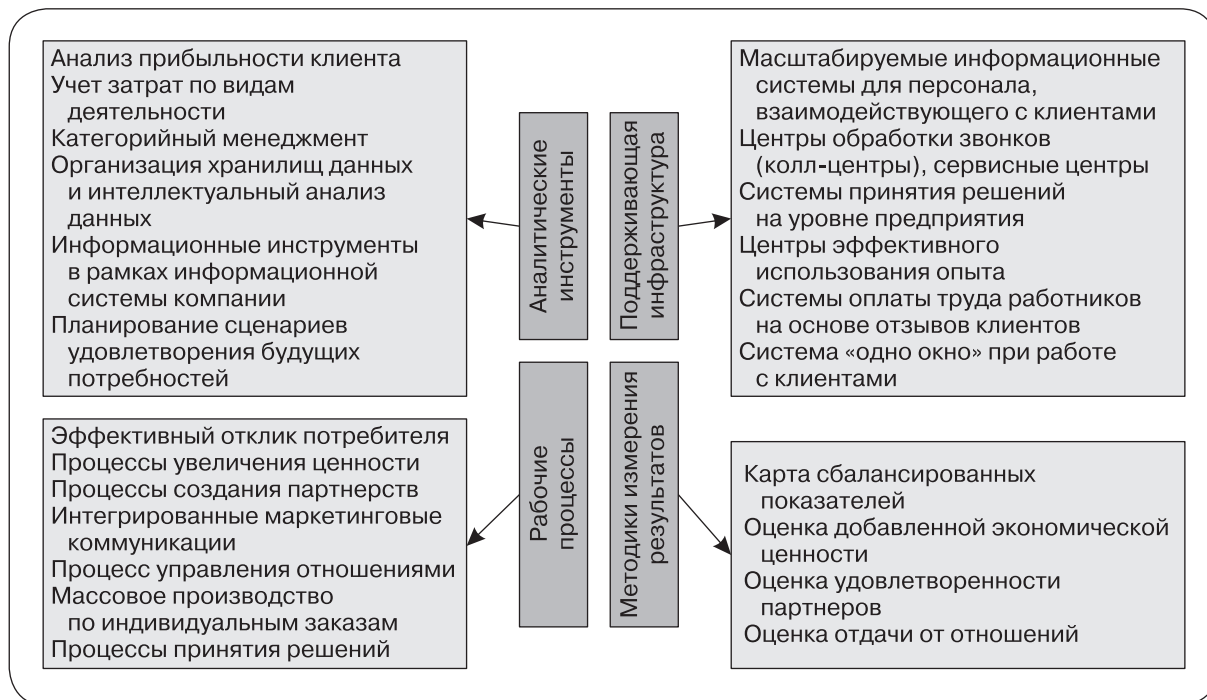 Анализ прибыльности клиента
Учет затрат по видам
деятельности
Категорийный менеджмент
Организация хранилищ данных
и интеллектуальный анализ
данных
Информационные инструменты
в рамках информационной
системы компании
Планирование сценариев
удовлетворения будущих
потребностей
Аналитические
инструменты
Поддерживающая
инфраструктура
Масштабируемые информационные
системы для персонала,
взаимодействующего с клиентами
Центры обработки звонков
(колл-центры), сервисные центры
Системы принятия решений
на уровне предприятия
Центры эффективного
использования опыта
Системы оплаты труда работников
на основе отзывов клиентов
Система «одно окно» при работе
с клиентами
Эффективный отклик потребителя
Процессы увеличения ценности
Процессы создания партнерств
Интегрированные маркетинговые
коммуникации
Процесс управления отношениями
Массовое производство
по индивидуальным заказам
Процессы принятия решений
Рабочие
процессы
Методики измерения
результатов
Карта сбалансированных
показателей
Оценка добавленной экономической
ценности
Оценка удовлетворенности
партнеров
Оценка отдачи от отношений